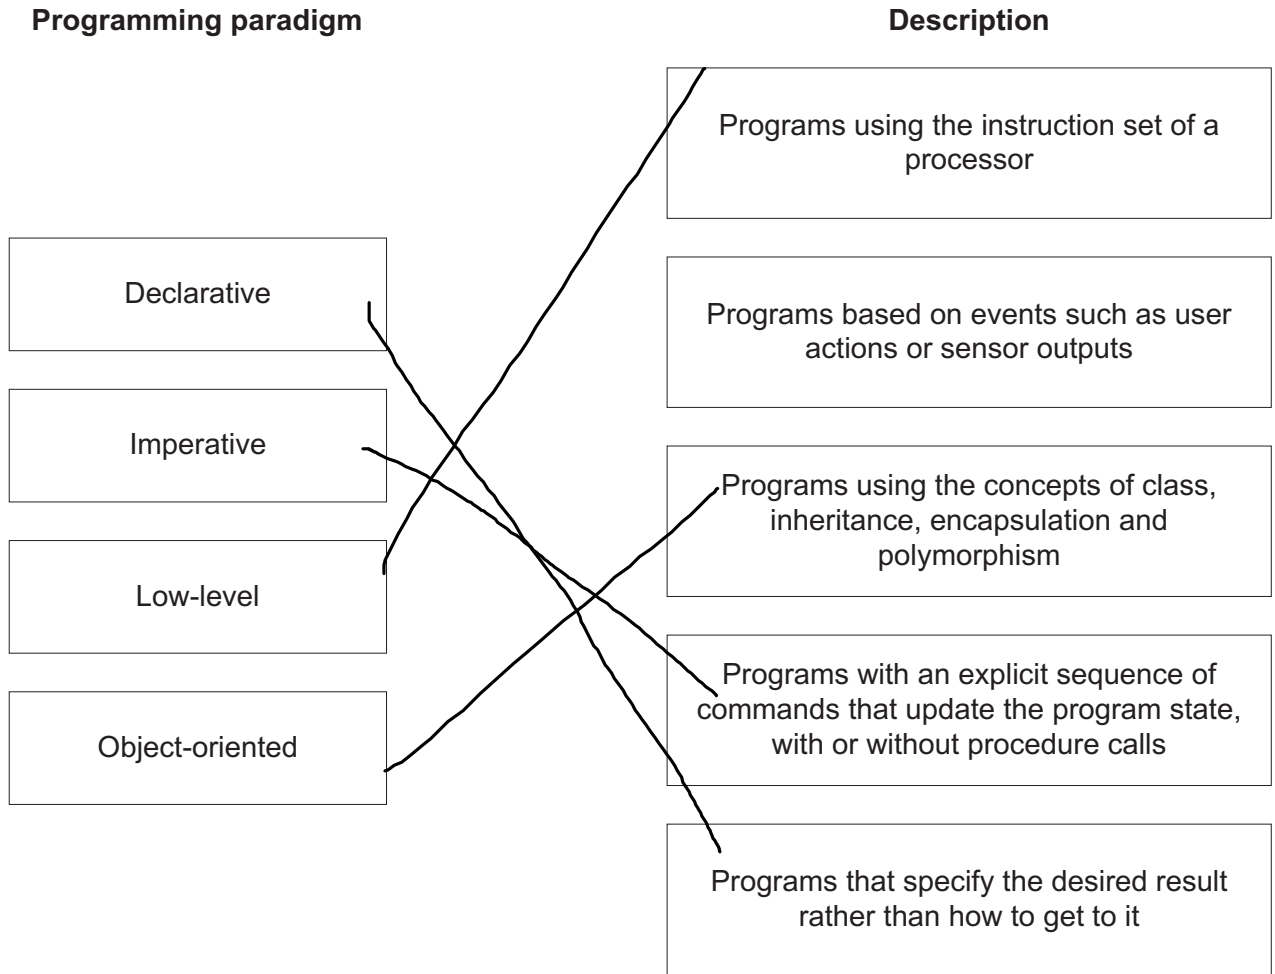 Programming paradigm
Description
Programs using the instruction set of a
processor
Declarative
Programs based on events such as user
actions or sensor outputs
Imperative
Programs using the concepts of class,
inheritance, encapsulation and
polymorphism
Low-level
Programs with an explicit sequence of
commands that update the program state,
with or without procedure calls
Object-oriented
Programs that specify the desired result
rather than how to get to it